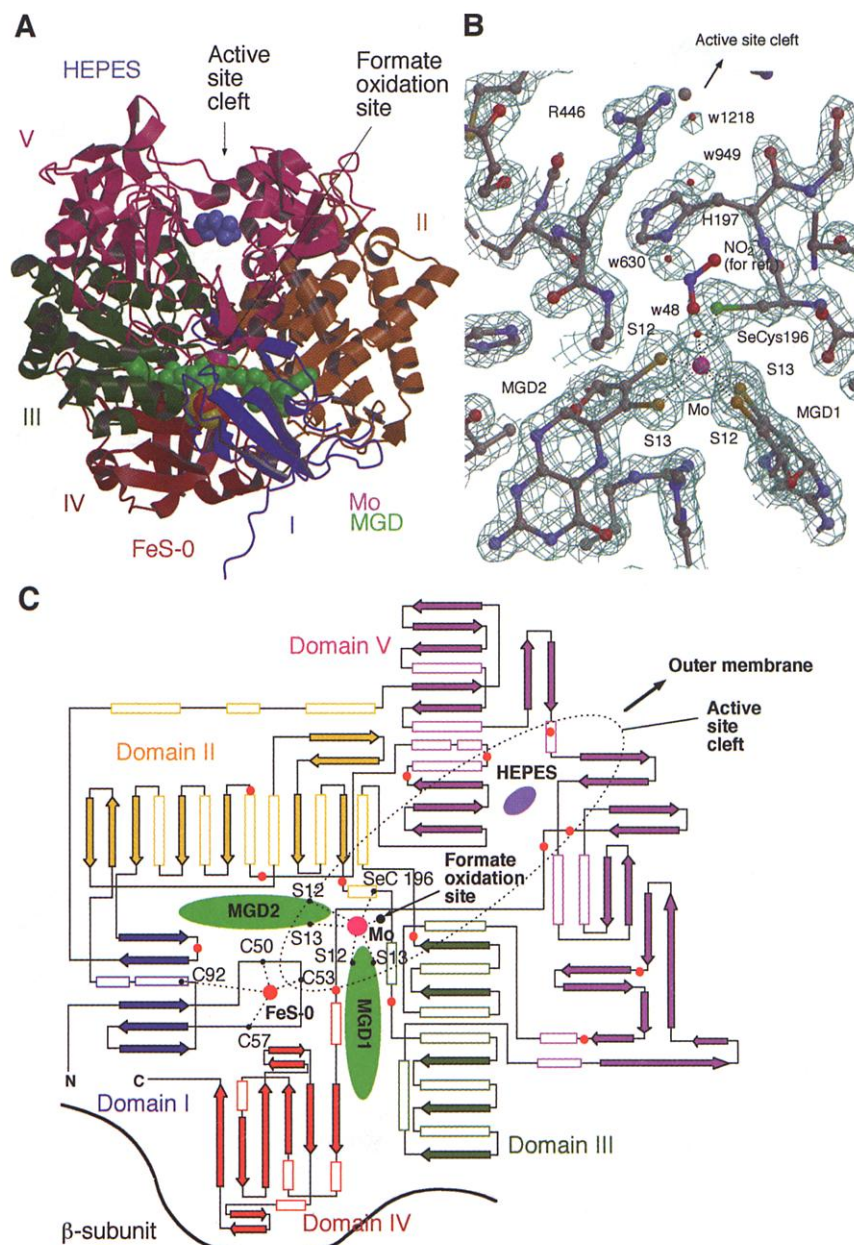 A
HEPES
Active
site
cleft
Formate
oxidation
site
V
II
III
IV
I
Mo
MGD
FeS-0
B
Active site cleft
R446
w1218
w949
H197
NO2
(for ref.)
w630
w48
S12
SeCys196
S13
MGD2
Mo
MGD1
S13
S12
C
Domain V
Outer membrane
Active
site
cleft
Domain II
HEPES
Formate
oxidation
site
SeC 196
S12
MGD2
S13
Mo
C50
S12
S13
C92
C53
FeS-0
MGD1
C57
N
C
Domain I
Domain III
Domain IV
β-subunit